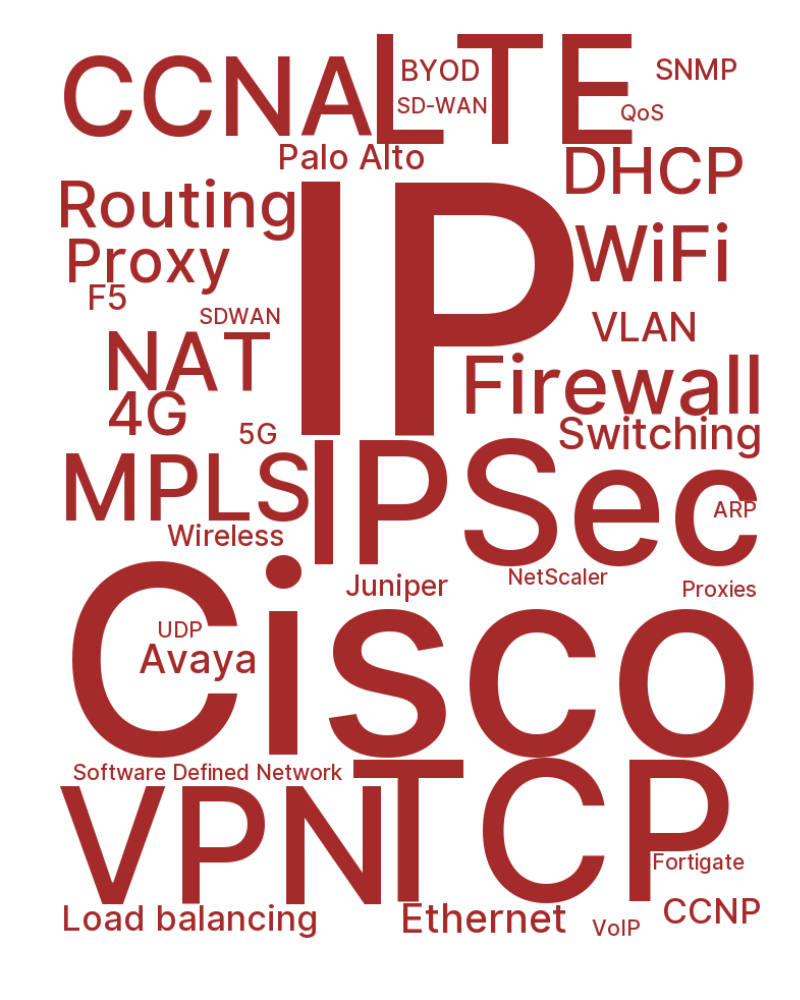 CCNA
LTE
BYOD
SD-WAN
SNMP
QoS
Palo Alto
DHCP
Routing
IP
WiFi
Proxy
F5
SDWAN
VLAN
NAT
Firewall
4G
5G
Switching
MPLS
IPSec
ARP
Wireless
Juniper
NetScaler
Proxies
Cisco
UDP
Avaya
Software Defined Network
VPN
TCP
Fortigate
Load balancing
Ethernet
VoIP
CCNP